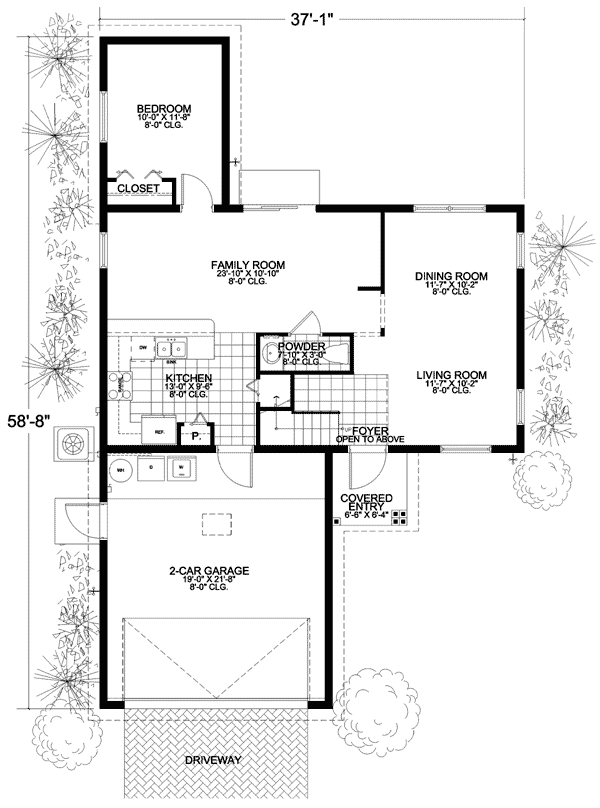 37'-1"
BEDROOM
10'-0" X 11'-8"
8'-0" CLG.
CLOSET
FAMILY ROOM
23'-10" X 10'-10"
8'-0" CLG.
DINING ROOM
11'-7" X 10'-2"
8'-0" CLG.
DW
SINK
POWDER
7'-10" X 3'-0"
8'-0" CLG.
KITCHEN
13'-0" X 9'-6"
8'-0" CLG.
LIVING ROOM
11'-7" X 10'-2"
8'-0" CLG.
58'-8"
REF.
P.
UP
FOYER
OPEN TO ABOVE
WH
D
W
COVERED
ENTRY
6'-6" X 6'-4"
2-CAR GARAGE
19'-0" X 21'-8"
8'-0" CLG.
DRIVEWAY